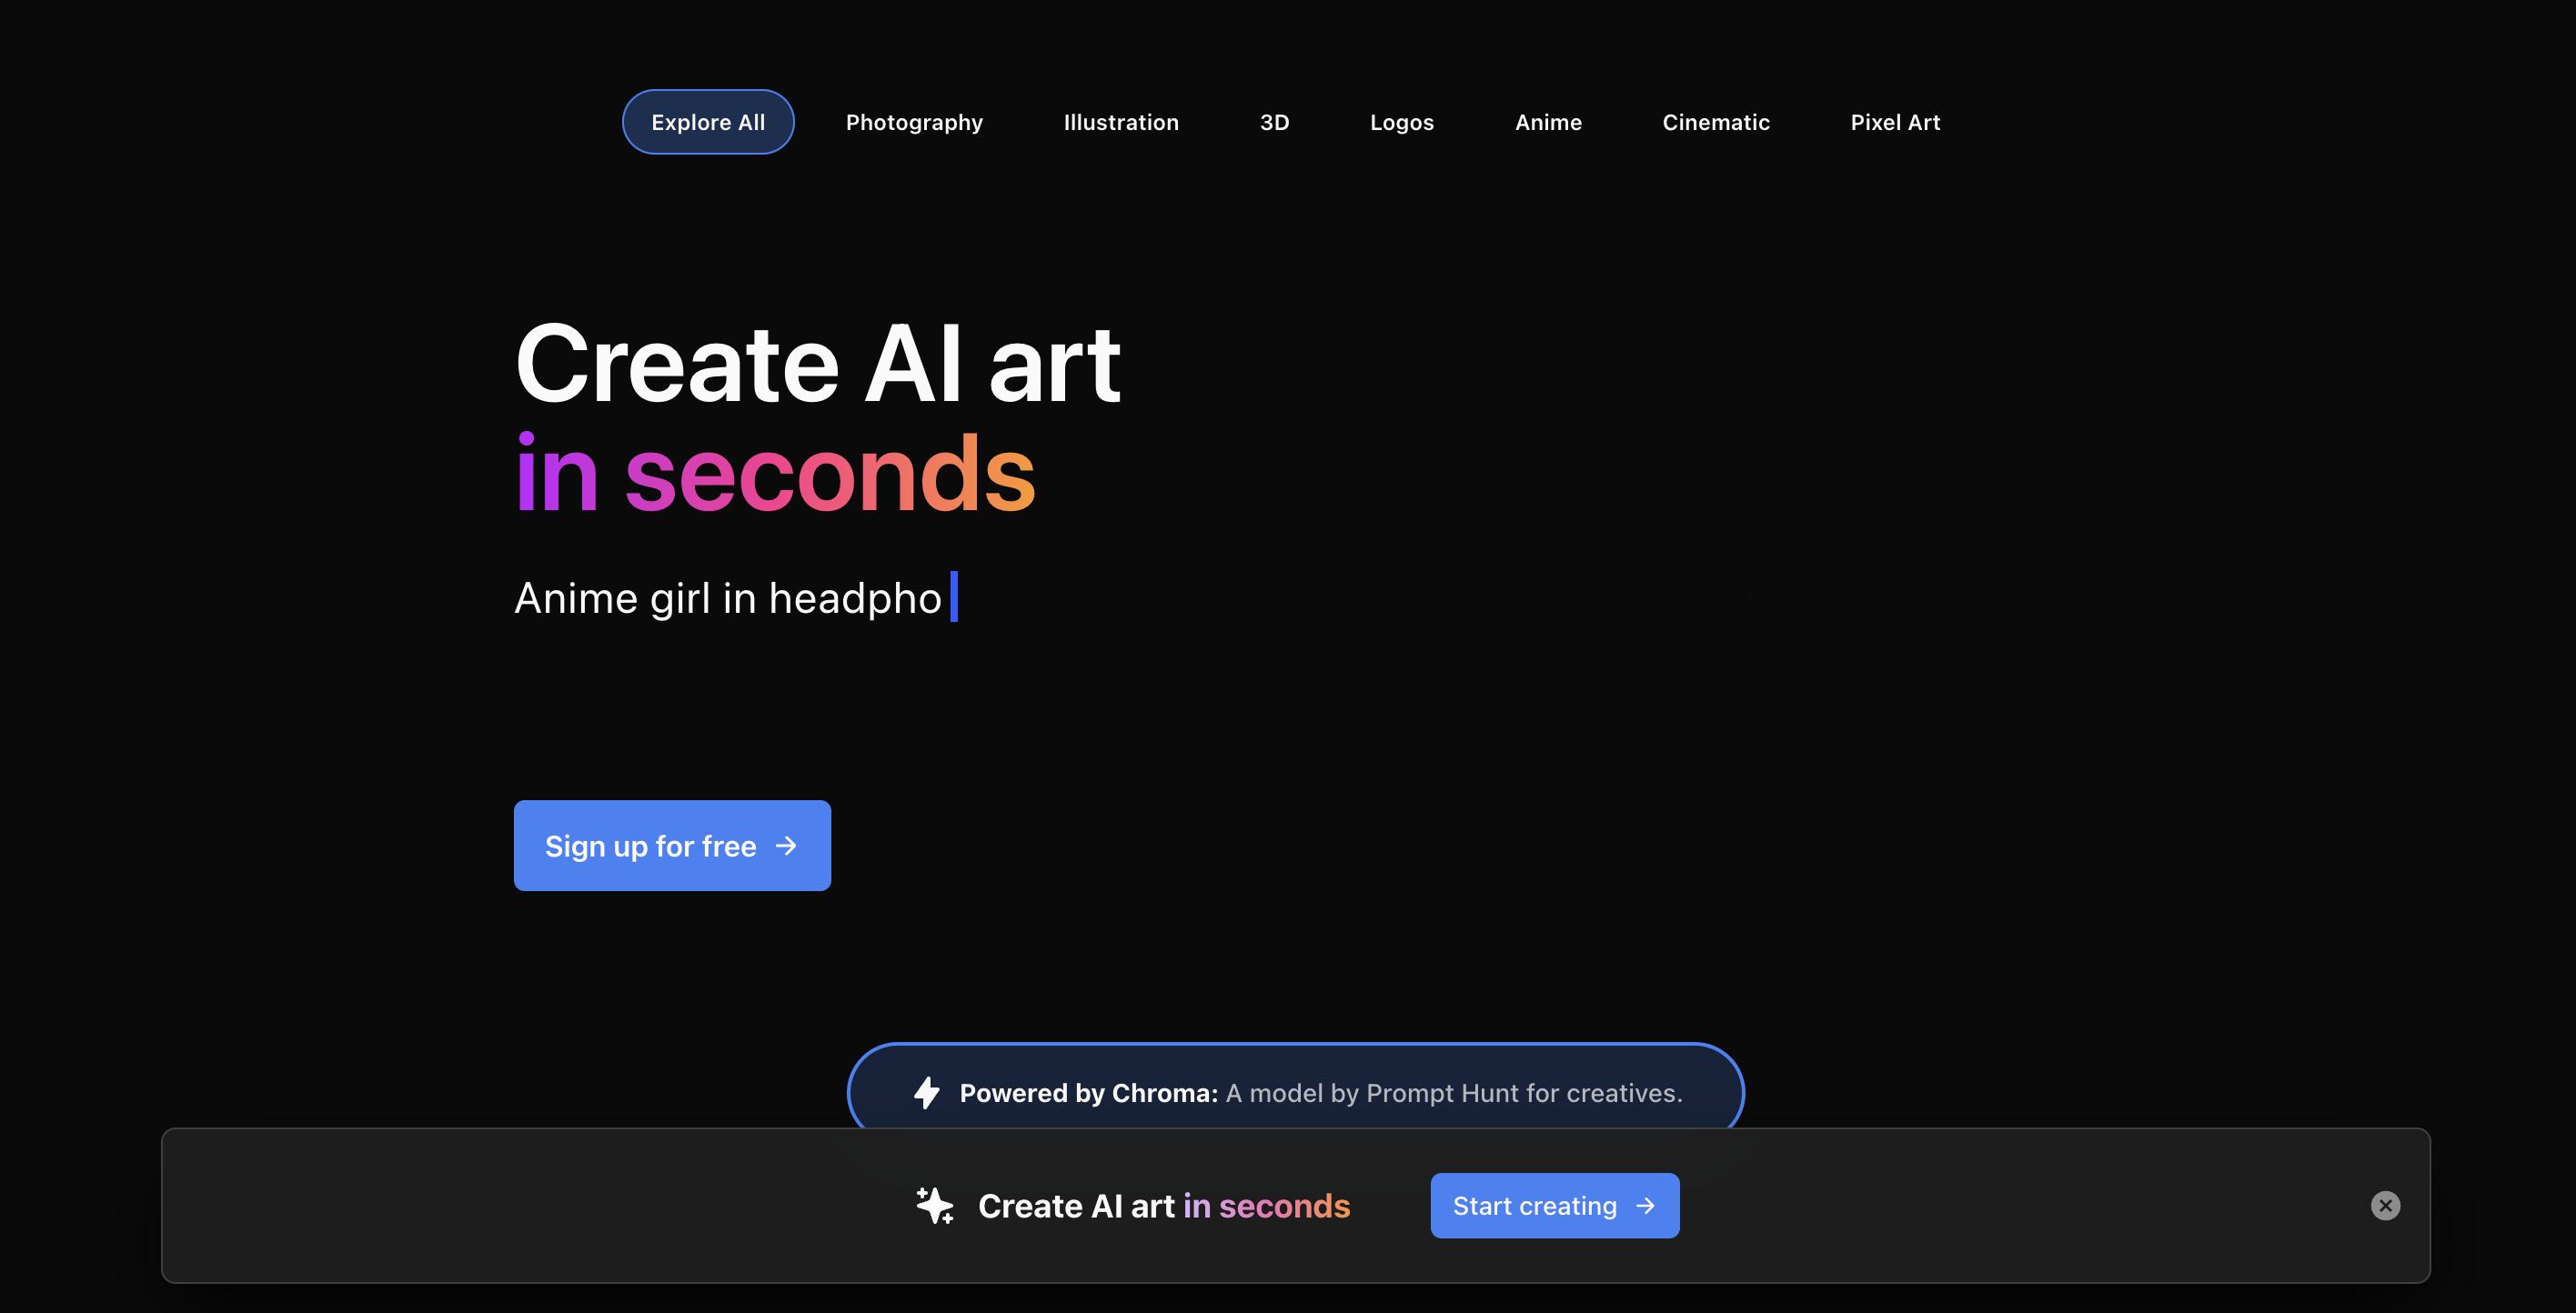 Explore All Photography Illustration 3D Logos Anime Cinematic Pixel Art
Create AI art
in seconds
Anime girl in headpho
Sign up for free
Powered by Chroma: A model by Prompt Hunt for creatives.
Create AI art in seconds Start creating